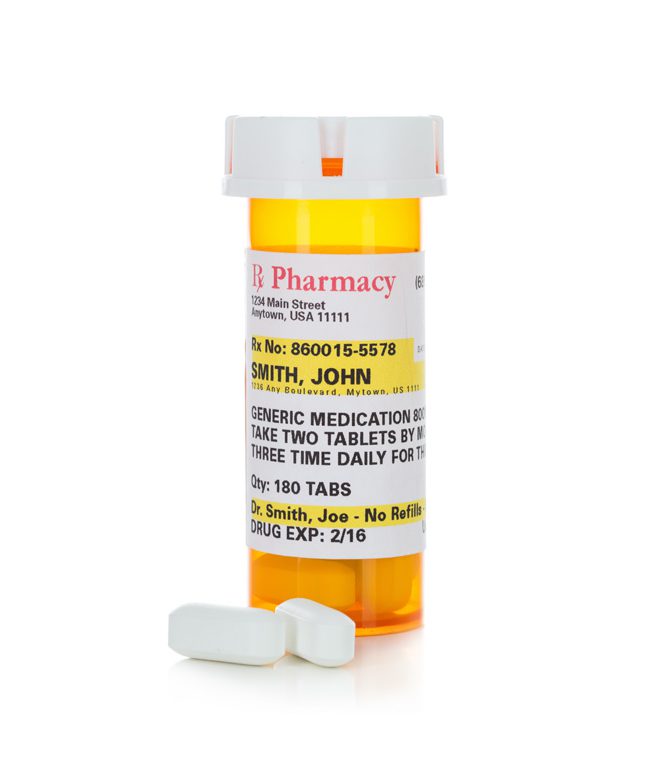 Rx Pharmacy
1234 Main Street
Anytown, USA 11111
Rx No: 860015-5578
SMITH, JOHN
1236 Any Boulevard, Mytown, US 1111
GENERIC MEDICATION 800
TAKE TWO TABLETS BY
THREE TIME DAILY FOR
Qty: 180 TABS
Dr. Smith, Joe - No Refills -
DRUG EXP: 2/16